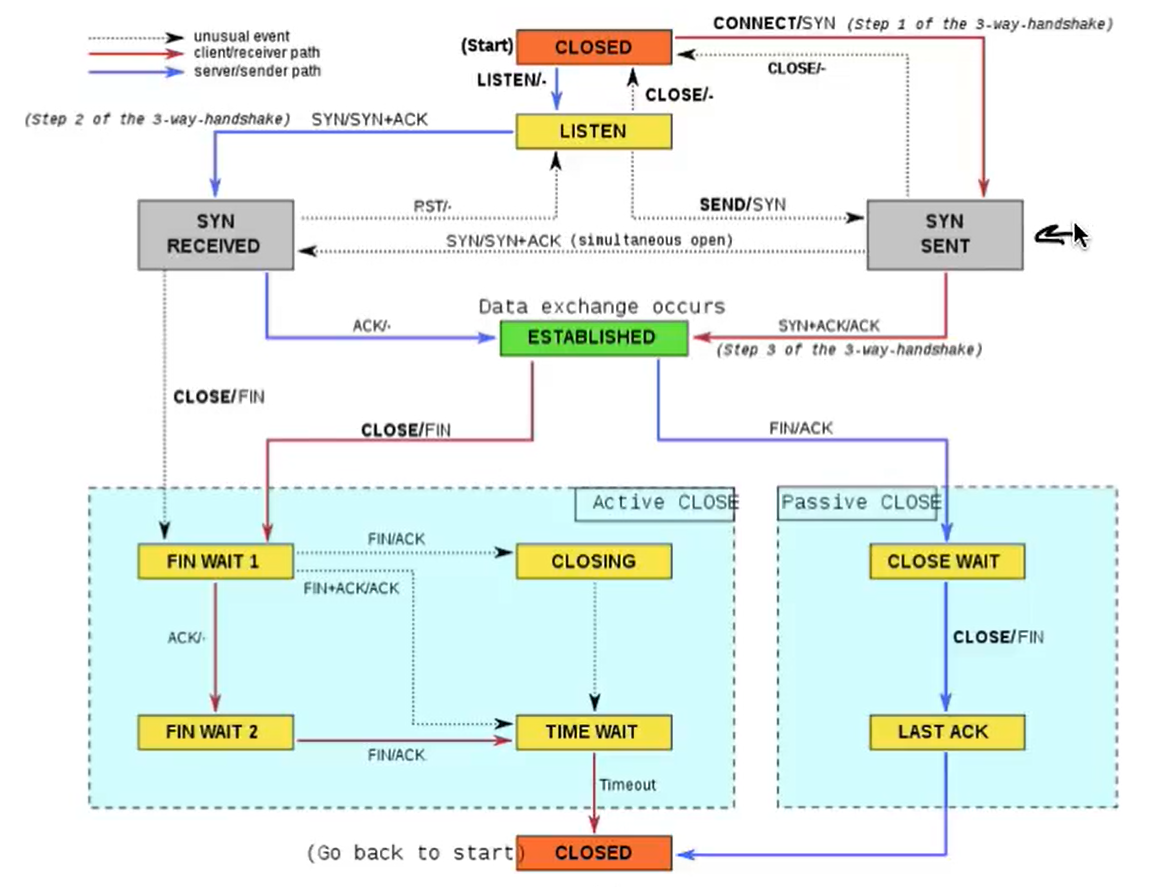 unusual event
client/receiver path
server/sender path
(Start)
CLOSED
CONNECT/SYN (Step 1 of the 3-way-handshake)
CLOSE/-
LISTEN/-
CLOSE/-
(Step 2 of the 3-way-handshake)
SYN/SYN+ACK
LISTEN
SYN
RECEIVED
RST/-
SEND/SYN
SYN
SENT
SYN/SYN+ACK (simultaneous open)
Data exchange occurs
ACK/-
ESTABLISHED
SYN+ACK/ACK
(Step 3 of the 3-way-handshake)
CLOSE/FIN
CLOSE/FIN
FIN/ACK
Active CLOSE
Passive CLOSE
FIN WAIT 1
FIN/ACK
CLOSING
CLOSE WAIT
FIN+ACK/ACK
ACK/-
CLOSE/FIN
FIN WAIT 2
FIN/ACK
TIME WAIT
LAST ACK
Timeout
(Go back to start)
CLOSED